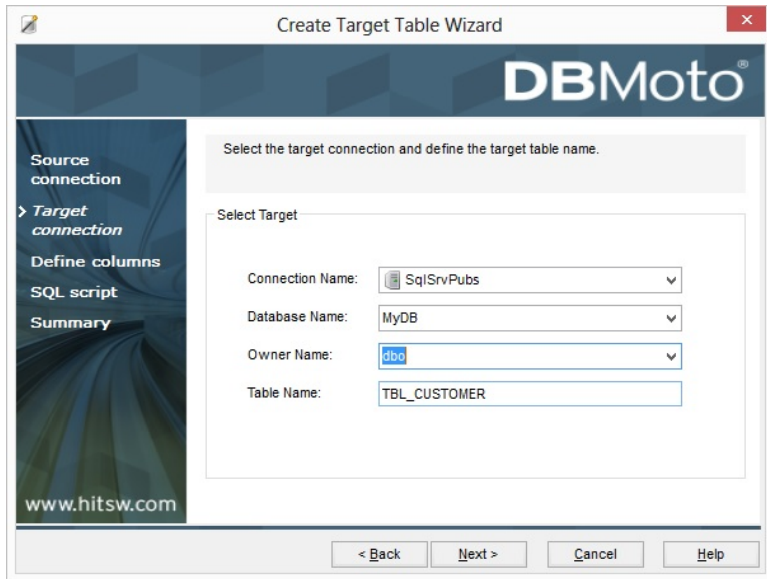 Create Target Table Wizard
DBMoto®
Source
connection
Target
connection
Define columns
SQL script
Summary
www.hitsw.com
Select the target connection and define the target table name.
Select Target
Connection Name: SqlSrvPubs
Database Name: MyDB
Owner Name: dbo
Table Name: TBL_CUSTOMER
< Back Next > Cancel Help